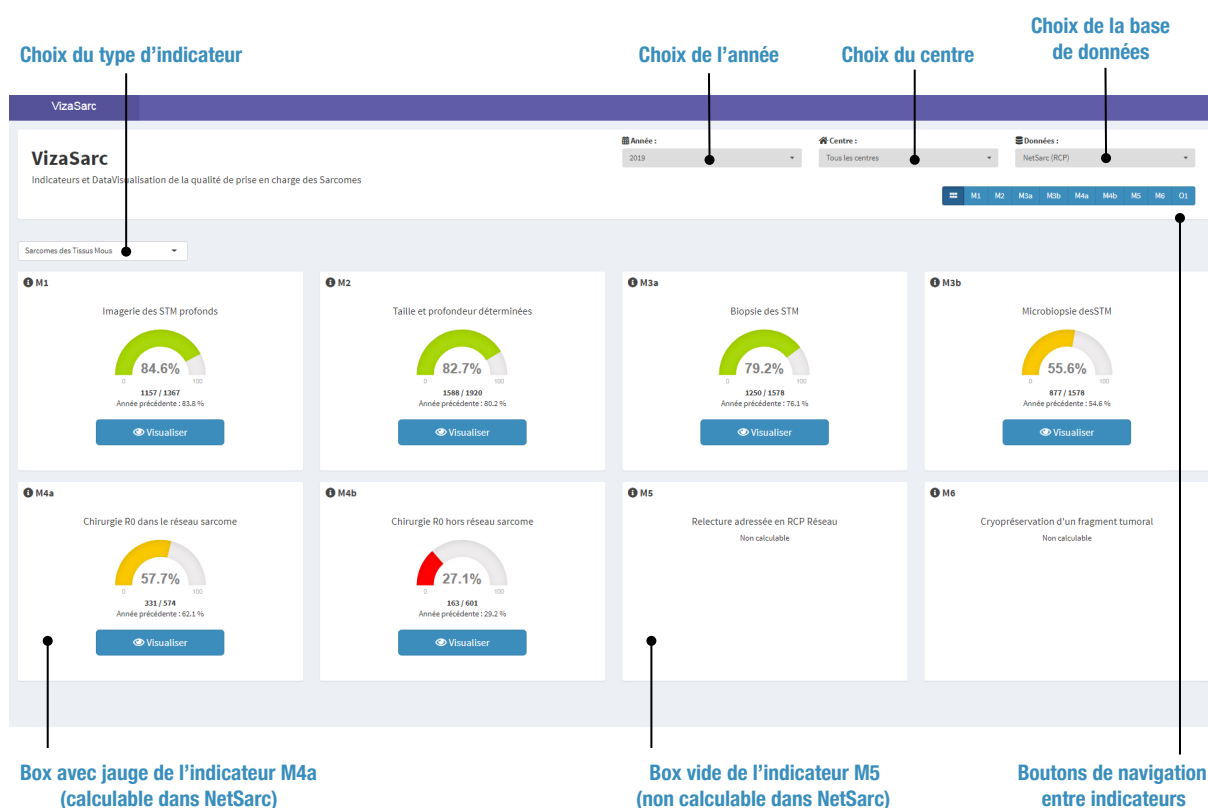 Choix du type d’indicateur
Choix de l’année
Choix du centre
Choix de la base
de données
VizaSarc
VizaSarc
Indicateurs et DataVisualisation de la qualité de prise en charge des Sarcomes
Année :
2019
Centre :
Tous les centres
Données :
NetSarc (RCP)
M1 M2 M3a M3b M4a M4b M5 M6 O1
Sarcomes des Tissus Mous
M1
Imagerie des STM profonds
84.6%
0 100
1157 / 1367
Année précédente : 83.8 %
Visualiser
M2
Taille et profondeur déterminées
82.7%
0 100
1588 / 1920
Année précédente : 80.2 %
Visualiser
M3a
Biopsie des STM
79.2%
0 100
1250 / 1578
Année précédente : 76.1 %
Visualiser
M3b
Microbiopsie desSTM
55.6%
0 100
877 / 1578
Année précédente : 54.6 %
Visualiser
M4a
Chirurgie R0 dans le réseau sarcome
57.7%
0 100
331 / 574
Année précédente : 62.1 %
Visualiser
M4b
Chirurgie R0 hors réseau sarcome
27.1%
0 100
163 / 601
Année précédente : 29.2 %
Visualiser
M5
Relecture adressée en RCP Réseau
Non calculable
M6
Cryopréservation d'un fragment tumoral
Non calculable
Box avec jauge de l’indicateur M4a
(calculable dans NetSarc)
Box vide de l’indicateur M5
(non calculable dans NetSarc)
Boutons de navigation
entre indicateurs